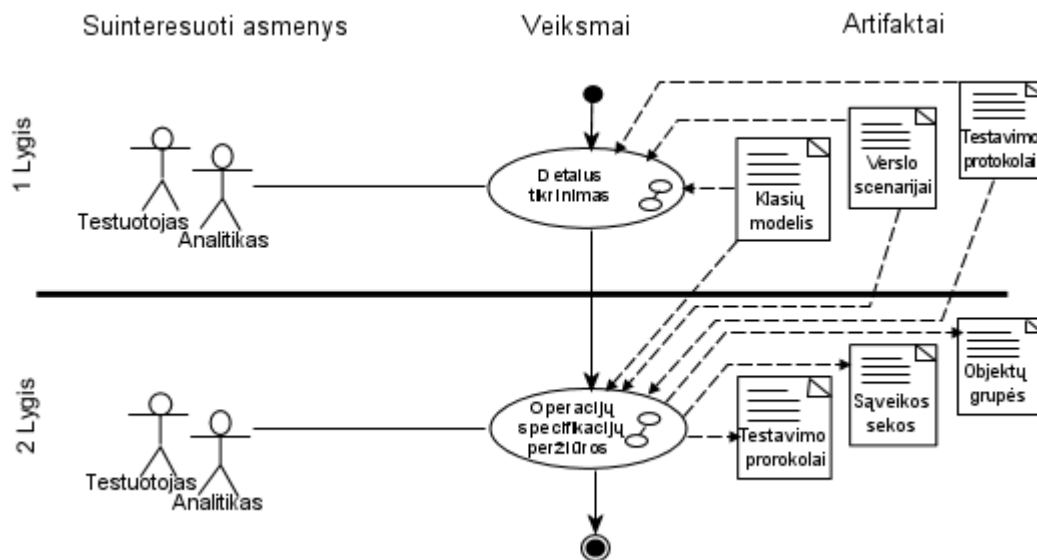 Suinteresuoti asmenys
Veiksmai
Artifaktai
1 Lygis
Testuotojas
Analitikas
Detalus
tikrinimas
Klasių
modelis
Verslo
scenarijai
Testavimo
protokolai
2 Lygis
Testuotojas
Analitikas
Operacijų
specifikacijų
peržiūros
Testavimo
prorokolai
Sąveikos
sekos
Objektų
grupės